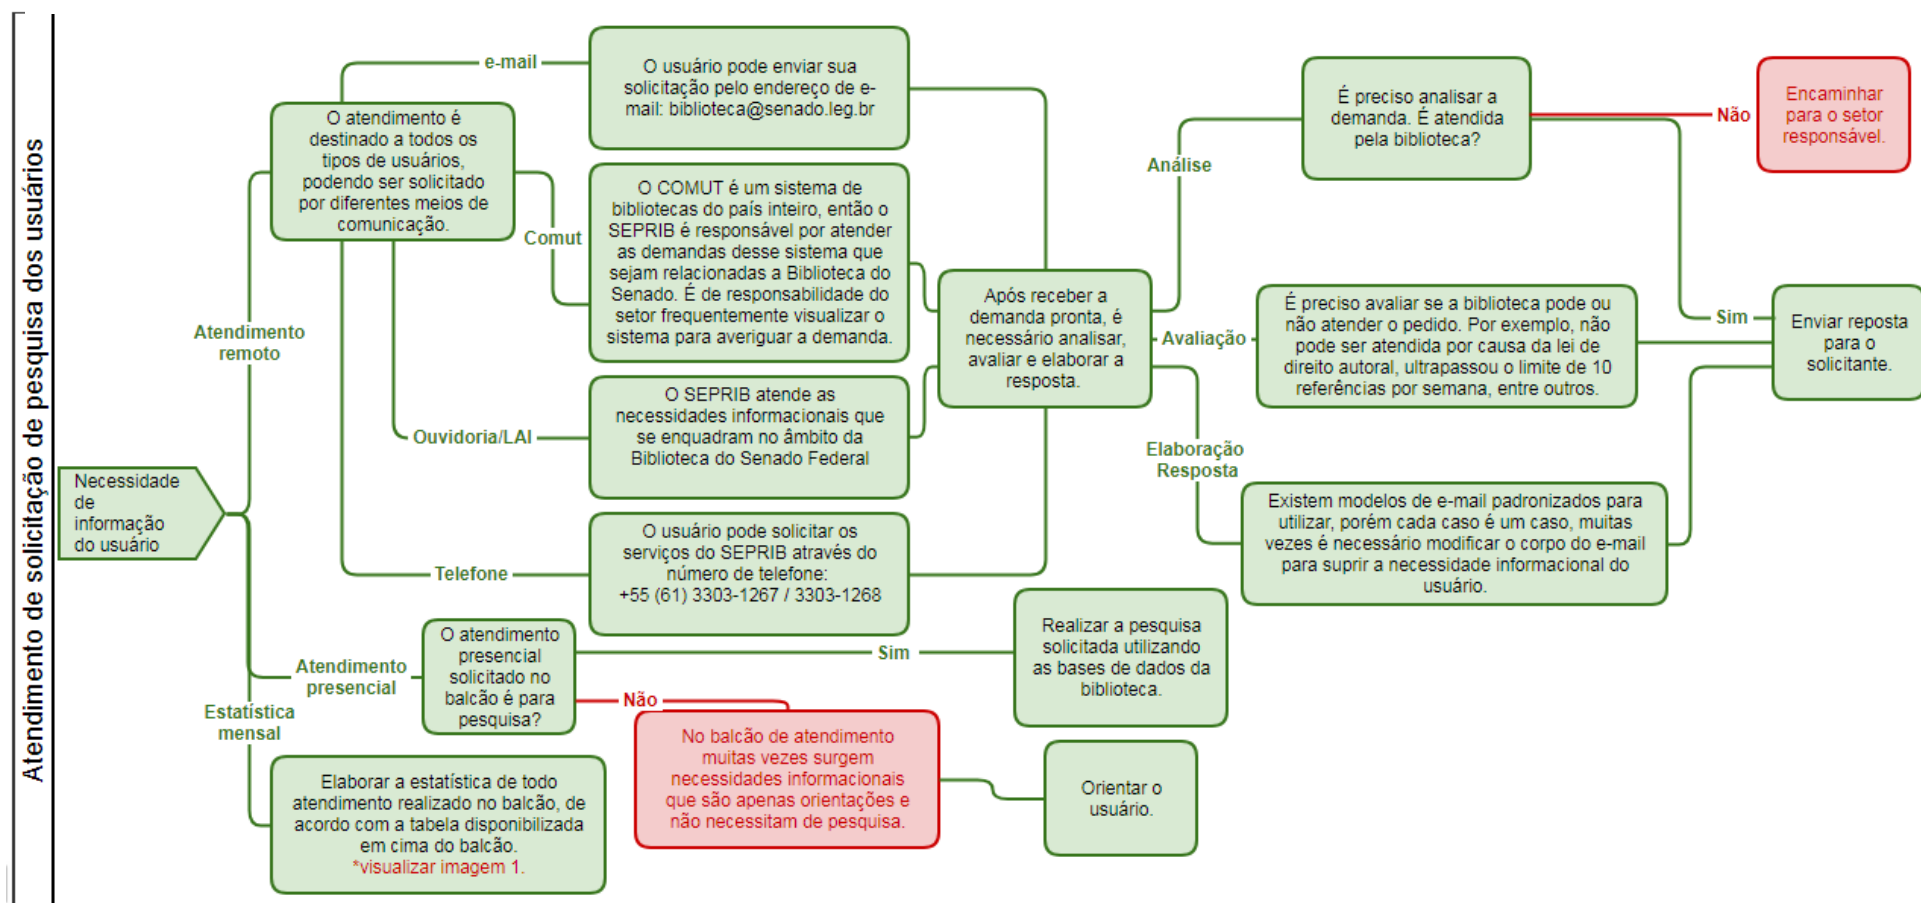 Atendimento de solicitação de pesquisa dos usuários
Necessidade
de
informação
do usuário
Atendimento
remoto
O atendimento é
destinado a todos os
tipos de usuários,
podendo ser solicitado
por diferentes meios de
comunicação.
e-mail
O usuário pode enviar sua
solicitação pelo endereço de e-
mail: biblioteca@senado.leg.br
Comut
O COMUT é um sistema de
bibliotecas do país inteiro, então o
SEPRIB é responsável por atender
as demandas desse sistema que
sejam relacionadas a Biblioteca do
Senado. É de responsabilidade do
setor frequentemente visualizar o
sistema para averiguar a demanda.
Ouvidoria/LAI
O SEPRIB atende as
necessidades informacionais que
se enquadram no âmbito da
Biblioteca do Senado Federal
Telefone
O usuário pode solicitar os
serviços do SEPRIB através do
número de telefone:
+55 (61) 3303-1267 / 3303-1268
Após receber a
demanda pronta, é
necessário analisar,
avaliar e elaborar a
resposta.
Análise
É preciso analisar a
demanda. É atendida
pela biblioteca?
Não
Encaminhar
para o setor
responsável.
Sim
Avaliação
É preciso avaliar se a biblioteca pode ou
não atender o pedido. Por exemplo, não
pode ser atendida por causa da lei de
direito autoral, ultrapassou o limite de 10
referências por semana, entre outros.
Enviar reposta
para o
solicitante.
Elaboração
Resposta
Existem modelos de e-mail padronizados para
utilizar, porém cada caso é um caso, muitas
vezes é necessário modificar o corpo do e-mail
para suprir a necessidade informacional do
usuário.
Atendimento
presencial
O atendimento
presencial
solicitado no
balcão é para
pesquisa?
Sim
Realizar a pesquisa
solicitada utilizando
as bases de dados da
biblioteca.
Não
No balcão de atendimento
muitas vezes surgem
necessidades informacionais
que são apenas orientações e
não necessitam de pesquisa.
Orientar o
usuário.
Estatística
mensal
Elaborar a estatística de todo
atendimento realizado no balcão, de
acordo com a tabela disponibilizada
em cima do balcão.
*visualizar imagem 1.